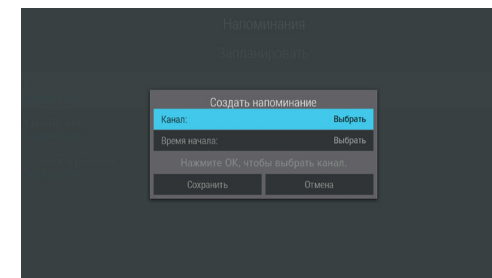 Напоминания
Запланировать
Создать напоминание
Канал: Выбрать
Время начала: Выбрать
Нажмите ОК, чтобы выбрать канал.
Сохранить Отмена